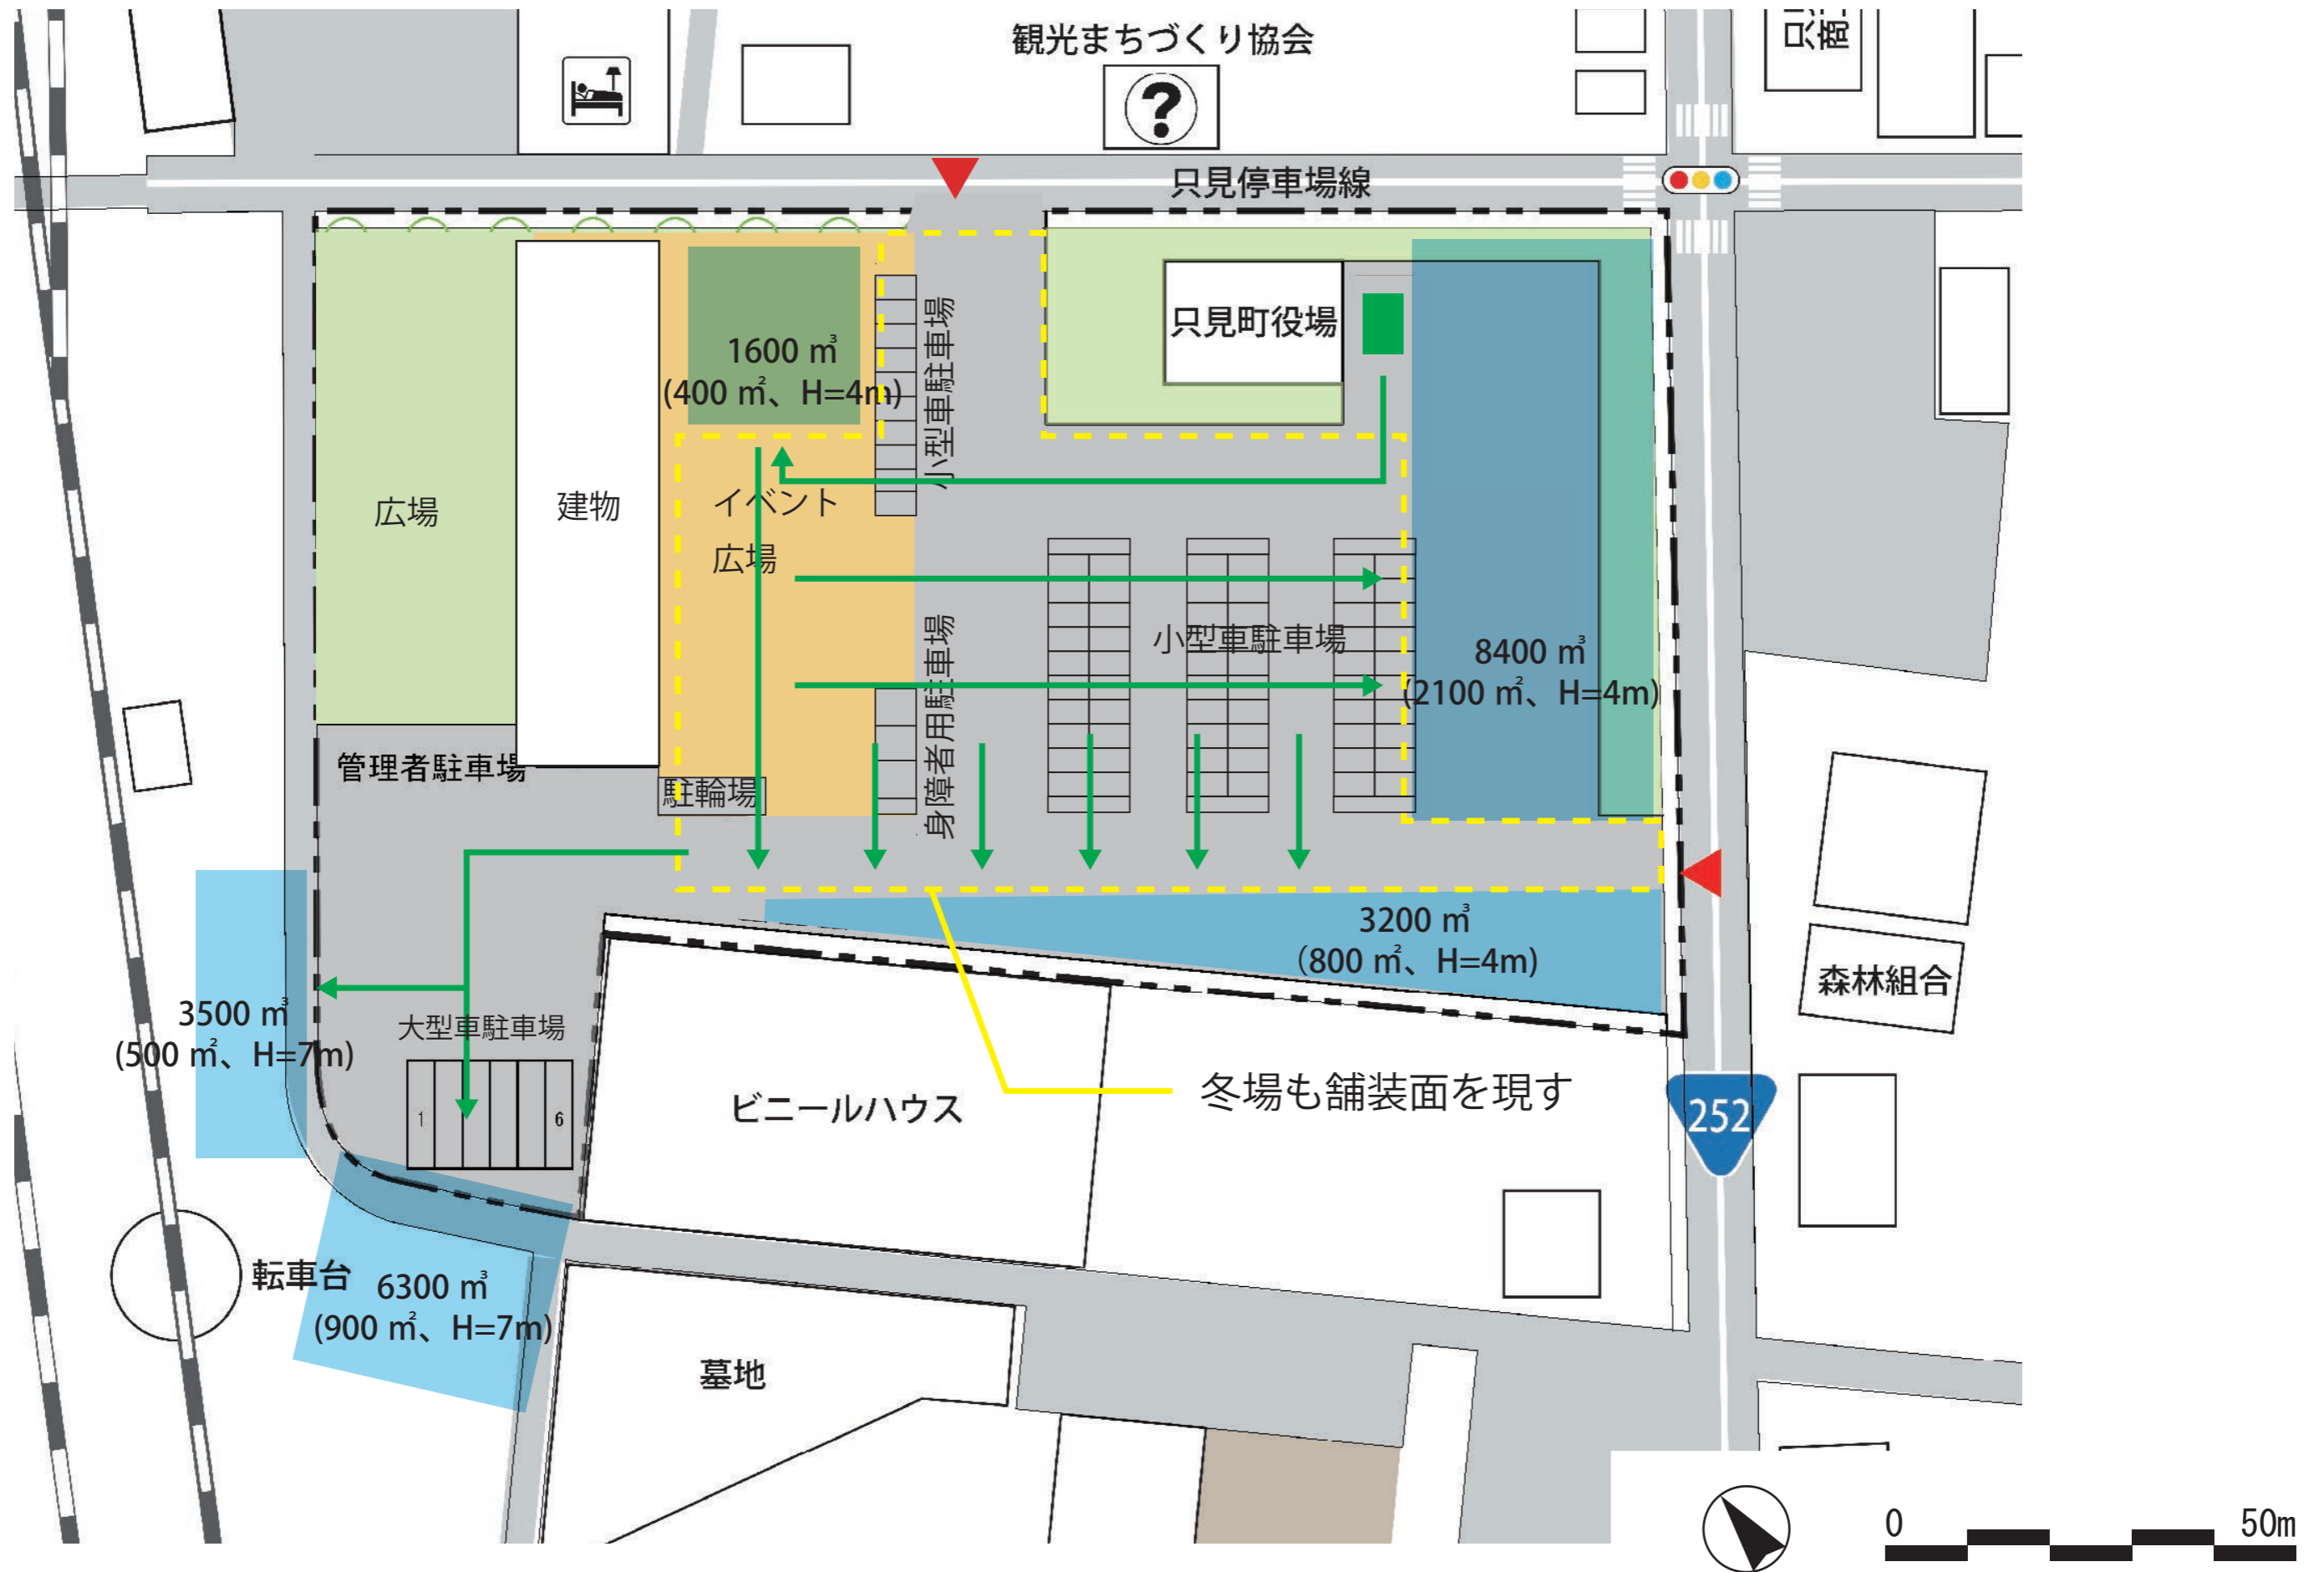 観光まちづくり協会
?
只見停車場線
只見町役場
1600 ㎥
(400 ㎡、H=4m)
小型車駐車場
イベント
広場
広場
建物
小型車駐車場
8400 ㎥
(2100 ㎡、H=4m)
身障者用駐車場
管理者駐車場
駐輪場
3200 ㎥
(800 ㎡、H=4m)
森林組合
3500 ㎥
(500 ㎡、H=7m)
大型車駐車場
1
6
ビニールハウス
冬場も舗装面を現す
252
転車台
6300 ㎥
(900 ㎡、H=7m)
墓地
0
50m